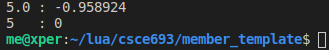 5.0 : -0.958924
5   : 0
me@xper:~/lua/csce693/member_template$